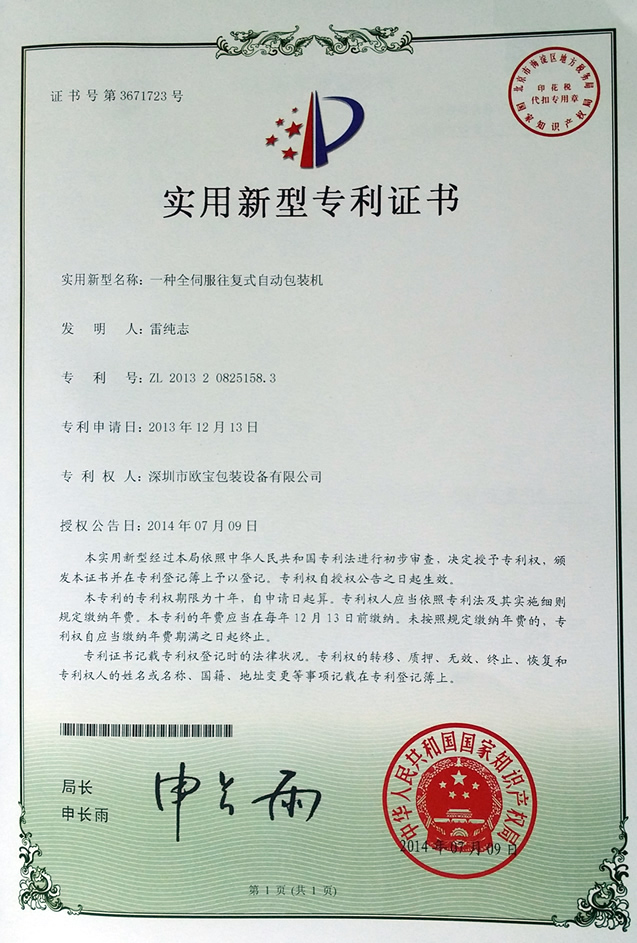 证书号第3671723号
北京市海淀区地方税务局
印花税
代扣专用章
国家知识产权局
实用新型专利证书
实用新型名称：一种全伺服往复式自动包装机
发明人：雷纯志
专利号：ZL 2013 2 0825158.3
专利申请日：2013年12月13日
专利权人：深圳市欧宝包装设备有限公司
授权公告日：2014年07月09日
本实用新型经过本局依照中华人民共和国专利法进行初步审查，决定授予专利权，颁
发本证书并在专利登记簿上予以登记。专利权自授权公告之日起生效。
本专利的专利权期限为十年，自申请日起算。专利权人应当依照专利法及其实施细则
规定缴纳年费。本专利的年费应当在每年12月13日前缴纳。未按照规定缴纳年费的，专
利权自应当缴纳年费期满之日起终止。
专利证书记载专利权登记时的法律状况。专利权的转移、质押、无效、终止、恢复和
专利权人的姓名或名称、国籍、地址变更等事项记载在专利登记簿上。
局长
申长雨
申长雨
中华人民共和国国家知识产权局
2014年07月09日
第1页(共1页)